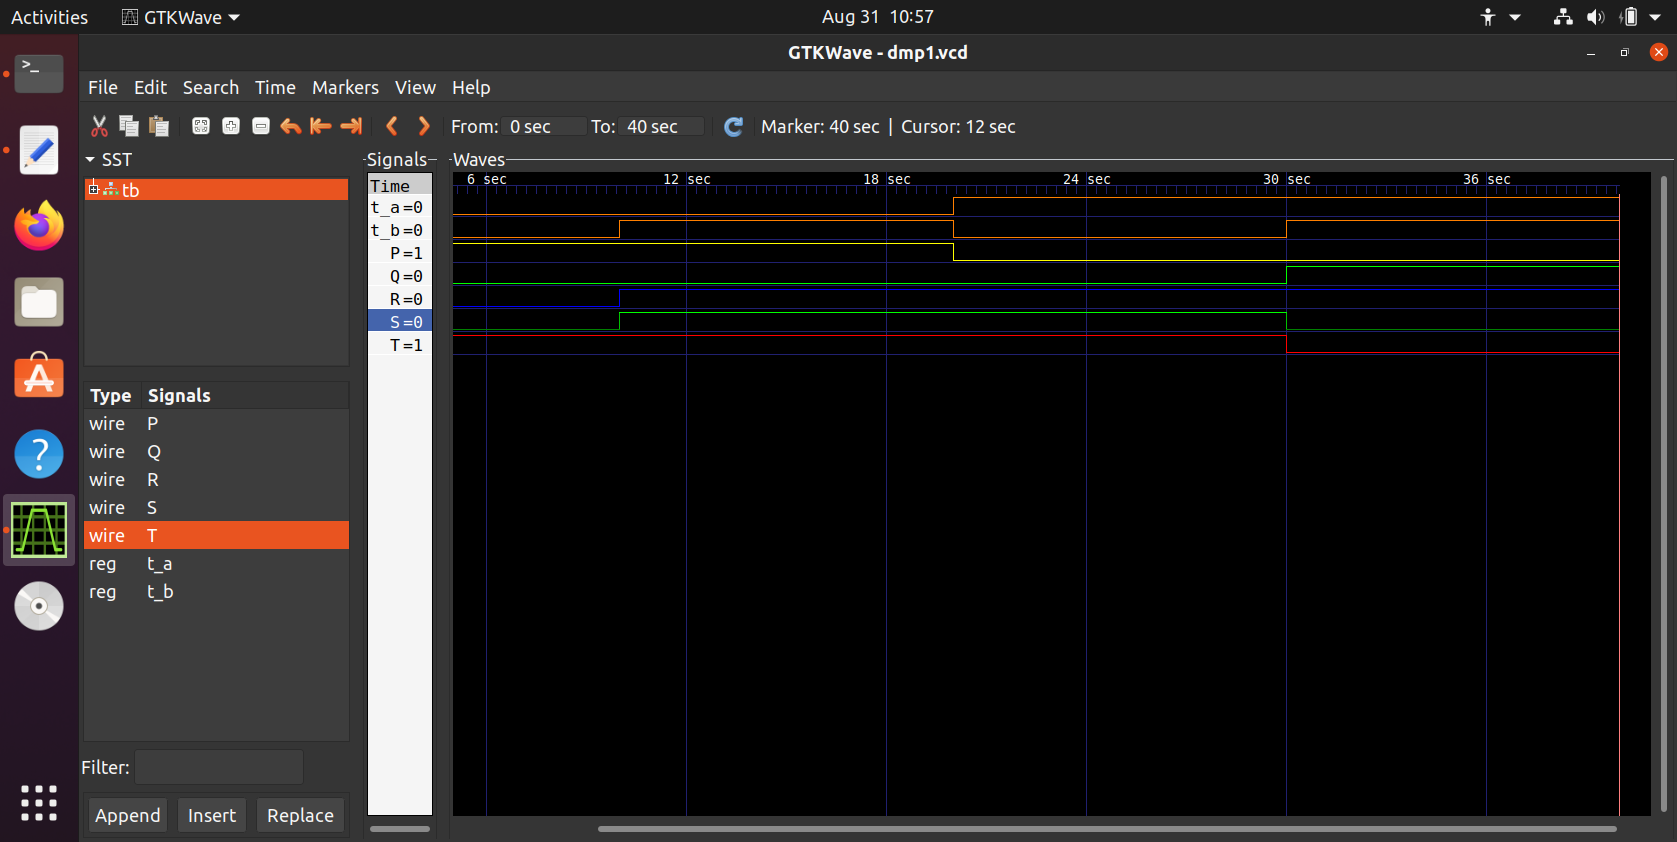 Activities GTKWave Aug 31 10:57
GTKWave - dmp1.vcd
File Edit Search Time Markers View Help
From: 0 sec To: 40 sec Marker: 40 sec | Cursor: 12 sec
SST
tb
Type Signals
wire P
wire Q
wire R
wire S
wire T
reg t_a
reg t_b
Filter:
Append Insert Replace
Signals
Time
t_a=0
t_b=0
P=1
Q=0
R=0
S=0
T=1
Waves
6 sec 12 sec 18 sec 24 sec 30 sec 36 sec